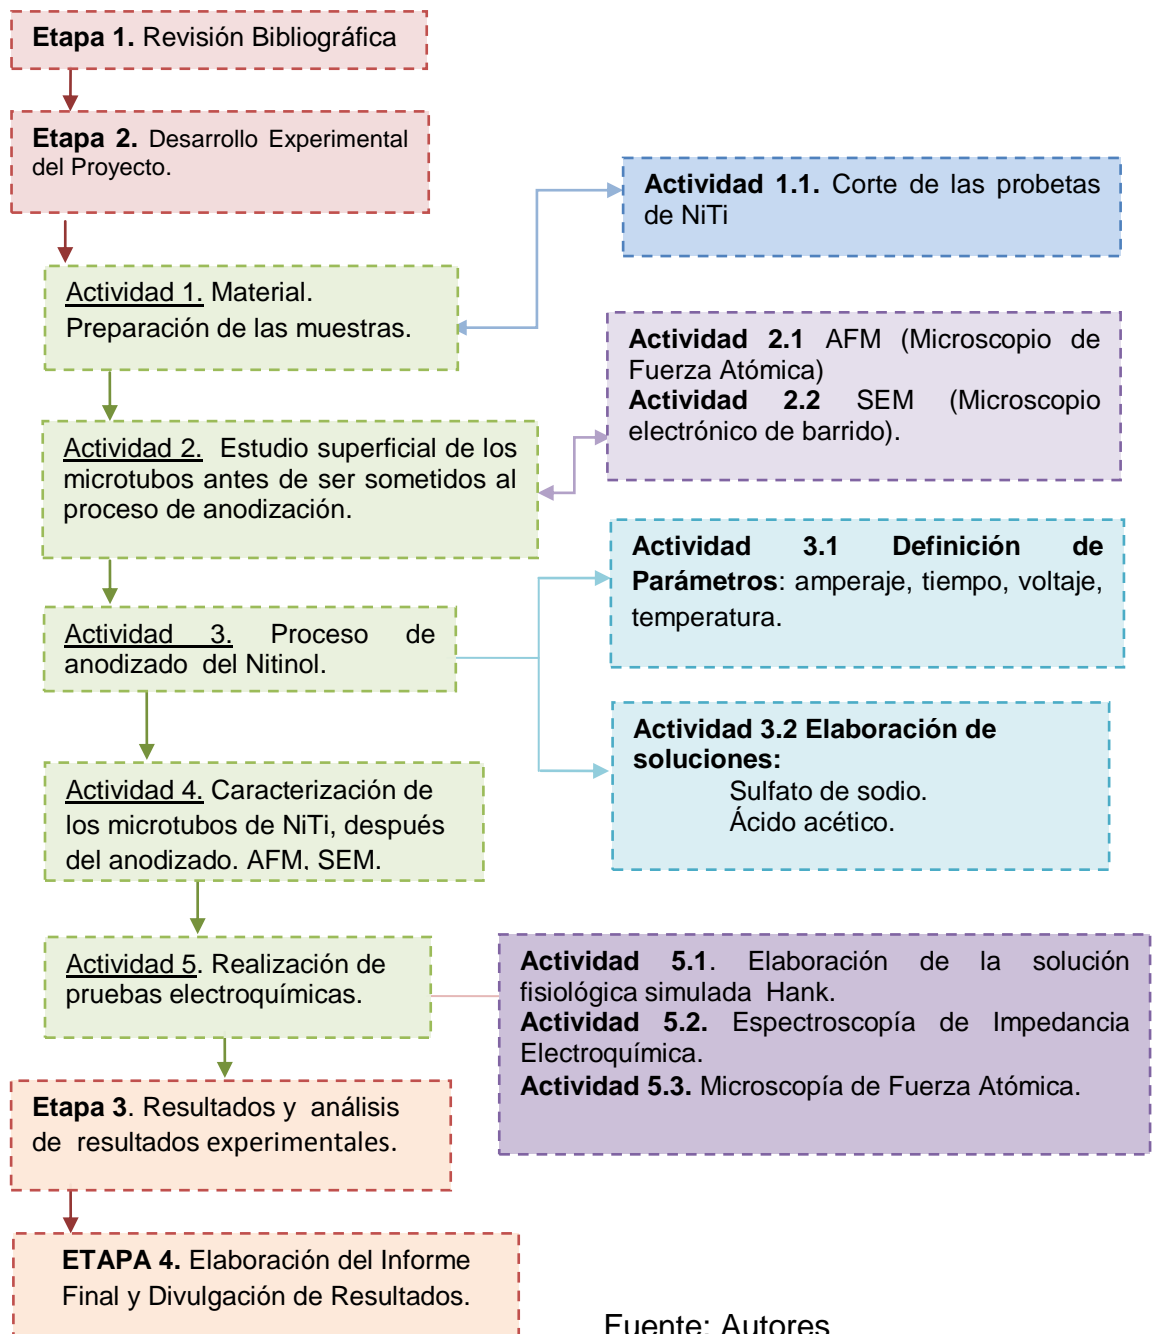 Etapa 1. Revisión Bibliográfica
Etapa 2. Desarrollo Experimental
del Proyecto.
Actividad 1.1. Corte de las probetas
de NiTi
Actividad 1. Material.
Preparación de las muestras.
Actividad 2.1 AFM (Microscopio de
Fuerza Atómica)
Actividad 2.2 SEM (Microscopio
electrónico de barrido).
Actividad 2. Estudio superficial de los
microtubos antes de ser sometidos al
proceso de anodización.
Actividad 3.1 Definición de
Parámetros: amperaje, tiempo, voltaje,
temperatura.
Actividad 3. Proceso de
anodizado del Nitinol.
Actividad 3.2 Elaboración de
soluciones:
Sulfato de sodio.
Ácido acético.
Actividad 4. Caracterización de
los microtubos de NiTi, después
del anodizado. AFM, SEM.
Actividad 5. Realización de
pruebas electroquímicas.
Actividad 5.1. Elaboración de la solución
fisiológica simulada Hank.
Actividad 5.2. Espectroscopía de Impedancia
Electroquímica.
Actividad 5.3. Microscopía de Fuerza Atómica.
Etapa 3. Resultados y análisis
de resultados experimentales.
ETAPA 4. Elaboración del Informe
Final y Divulgación de Resultados.
Fuente: Autores